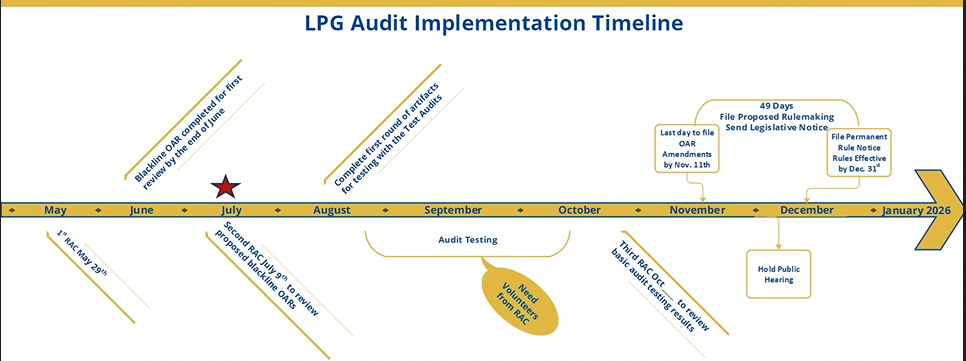 LPG Audit Implementation Timeline
Blackline OAR completed for first
review by the end of June
Complete first round of artifacts
for testing with the Test Audits
49 Days
File Proposed Rulemaking
Send Legislative Notice
Last day to file
OAR
Amendments
by Nov. 11th
File Permanent
Rule Notice
Rules Effective
by Dec. 31st
May
June
July
August
September
October
November
December
January 2026
1st RAC May 29th
Second RAC July 9th to review
proposed blackline OARs
Audit Testing
Need
Volunteers
from RAC
Third RAC Oct __ to review
basic audit testing results
Hold Public
Hearing